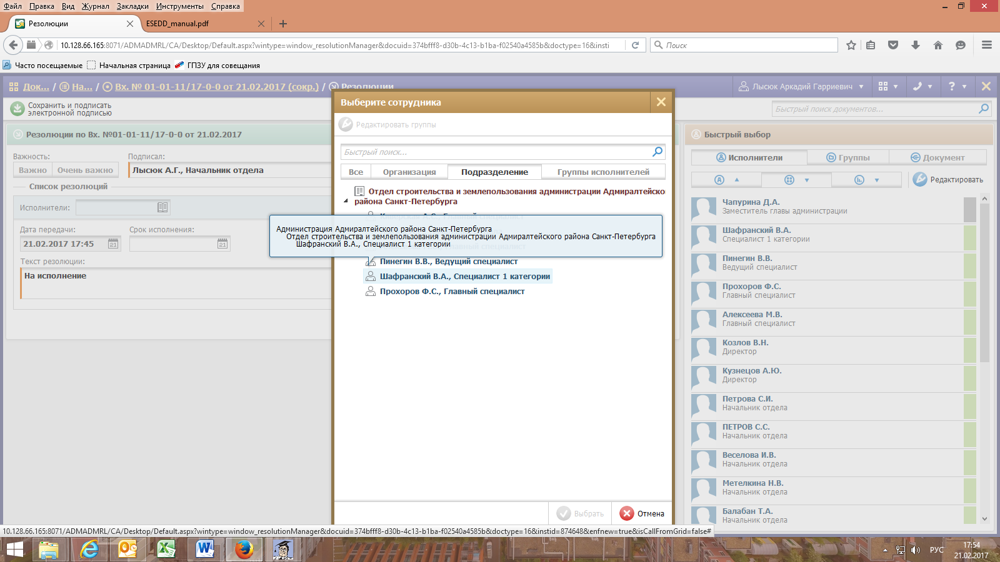 Файл Правка Вид Журнал Закладки Инструменты Справка
Резолюции
ESEDD_manual.pdf
10.128.66.165:8071/ADMADMRL/CA/Desktop/Default.aspx?wintype=window_resolutionManager&docuid=374bfff8-d30b-4c13-b1ba-f02540a4585b&doctype=16&insti
Поиск
Часто посещаемые Начальная страница ГПЗУ для совещания
Док... / На... / Вх. № 01-01-11/17-0-0 от 21.02.2017 (сокр.) / Резолюции
Лысюк Аркадий Гарриевич
Сохранить и подписать
электронной подписью
Быстрый поиск документов...
Резолюции по Вх. №01-01-11/17-0-0 от 21.02.2017
Важность:
Важно Очень важно
Подписал:
Лысюк А.Г., Начальник отдела
Список резолюций
Исполнители:
Дата передачи:
21.02.2017 17:45
Срок исполнения:
Текст резолюции:
На исполнение
Выберите сотрудника
Редактировать группы
Быстрый поиск...
Все Организация Подразделение Группы исполнителей
Отдел строительства и землепользования администрации Адмиралтейско
района Санкт-Петербурга
Администрация Адмиралтейского района Санкт-Петербурга
Отдел строительства и землепользования администрации Адмиралтейского района Санкт-Петербурга
Шафранский В.А., Специалист 1 категории
Пинегин В.В., Ведущий специалист
Шафранский В.А., Специалист 1 категории
Прохоров Ф.С., Главный специалист
Выбрать Отмена
Быстрый выбор
Исполнители Группы Документ
Редактировать
Чапурина Д.А.
Заместитель главы администрации
Шафранский В.А.
Специалист 1 категории
Пинегин В.В.
Ведущий специалист
Прохоров Ф.С.
Главный специалист
Алексеева М.В.
Главный специалист
Козлов В.Н.
Директор
Кузнецов А.Ю.
Директор
Петрова С.И.
Начальник отдела
ПЕТРОВ С.С.
Начальник отдела
Веселова И.В.
Начальник отдела
Метелкина Н.В.
Начальник отдела
Балабан Т.А.
Начальник отдела
10.128.66.165:8071/ADMADMRL/CA/Desktop/Default.aspx?wintype=window_resolutionManager&docuid=374bfff8-d30b-4c13-b1ba-f02540a4585b&doctype=16&instid=874648&enfnew=true&isCallFromGrid=false#
РУС
17:54
21.02.2017